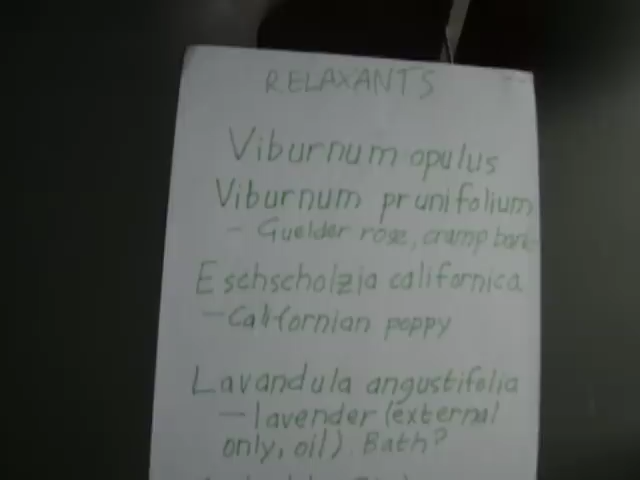 RELAXANTS
Viburnum opulus
Viburnum prunifolium
- Guelder rose, cramp bark
Eschscholzia californica
- Californian poppy
Lavandula angustifolia
- lavender (external
only, oil) Bath?